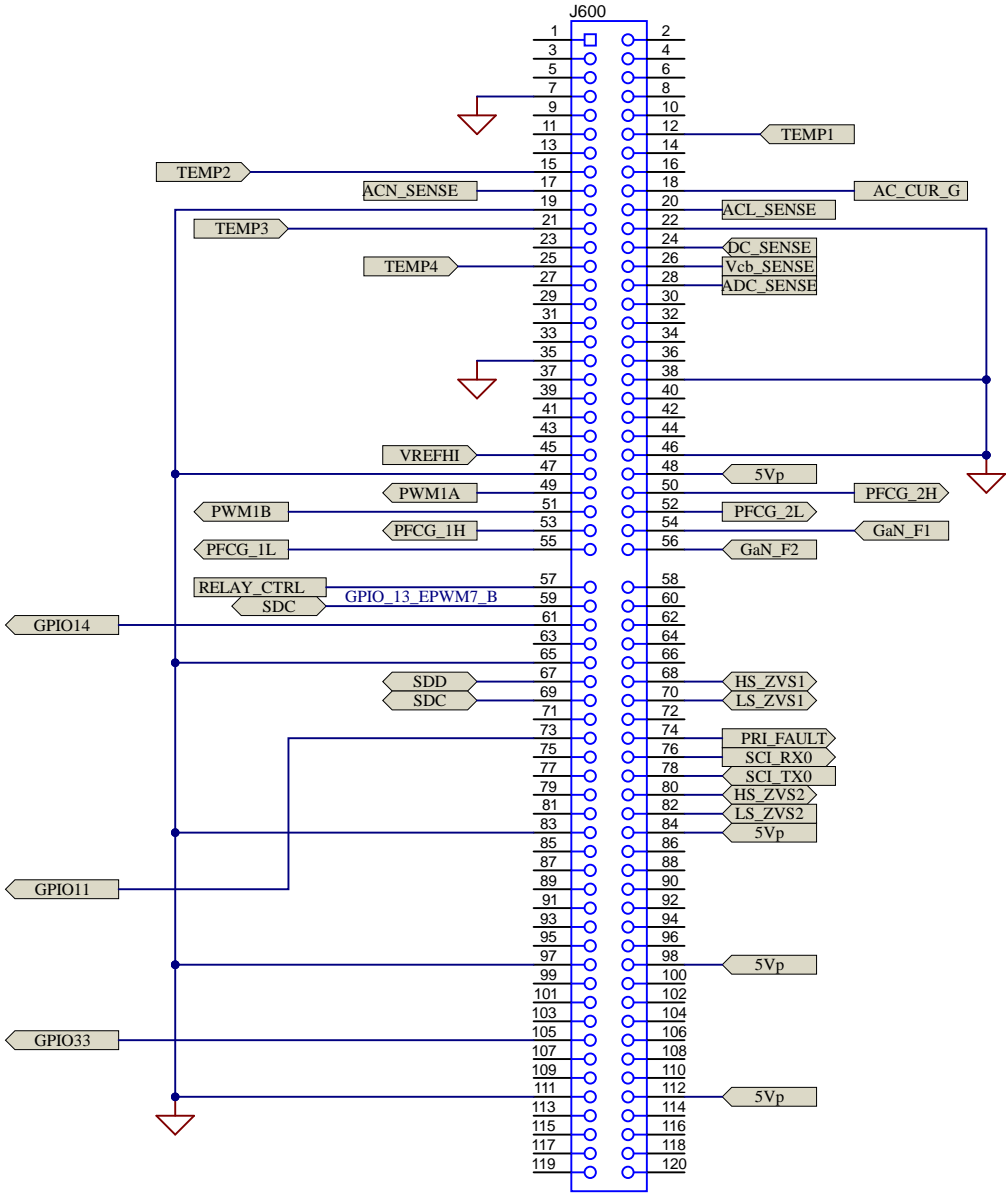 J600
1 2
3 4
5 6
7 8
9 10
11 12 TEMP1
13 14
TEMP2 15 16
ACN_SENSE 17 18 AC_CUR_G
19 20 ACL_SENSE
TEMP3 21 22
23 24 DC_SENSE
TEMP4 25 26 Vcb_SENSE
27 28 ADC_SENSE
29 30
31 32
33 34
35 36
37 38
39 40
41 42
43 44
VREFHI 45 46
47 48 5Vp
PWM1A 49 50 PFCG_2H
PWM1B 51 52 PFCG_2L
PFCG_1H 53 54 GaN_F1
PFCG_1L 55 56 GaN_F2
RELAY_CTRL 57 58
SDC GPIO_13_EPWM7_B 59 60
GPIO14 61 62
63 64
65 66
SDD 67 68 HS_ZVS1
SDC 69 70 LS_ZVS1
71 72
73 74 PRI_FAULT
75 76 SCI_RX0
77 78 SCI_TX0
79 80 HS_ZVS2
81 82 LS_ZVS2
83 84 5Vp
85 86
87 88
GPIO11 89 90
91 92
93 94
95 96
97 98 5Vp
99 100
101 102
103 104
GPIO33 105 106
107 108
109 110
111 112 5Vp
113 114
115 116
117 118
119 120